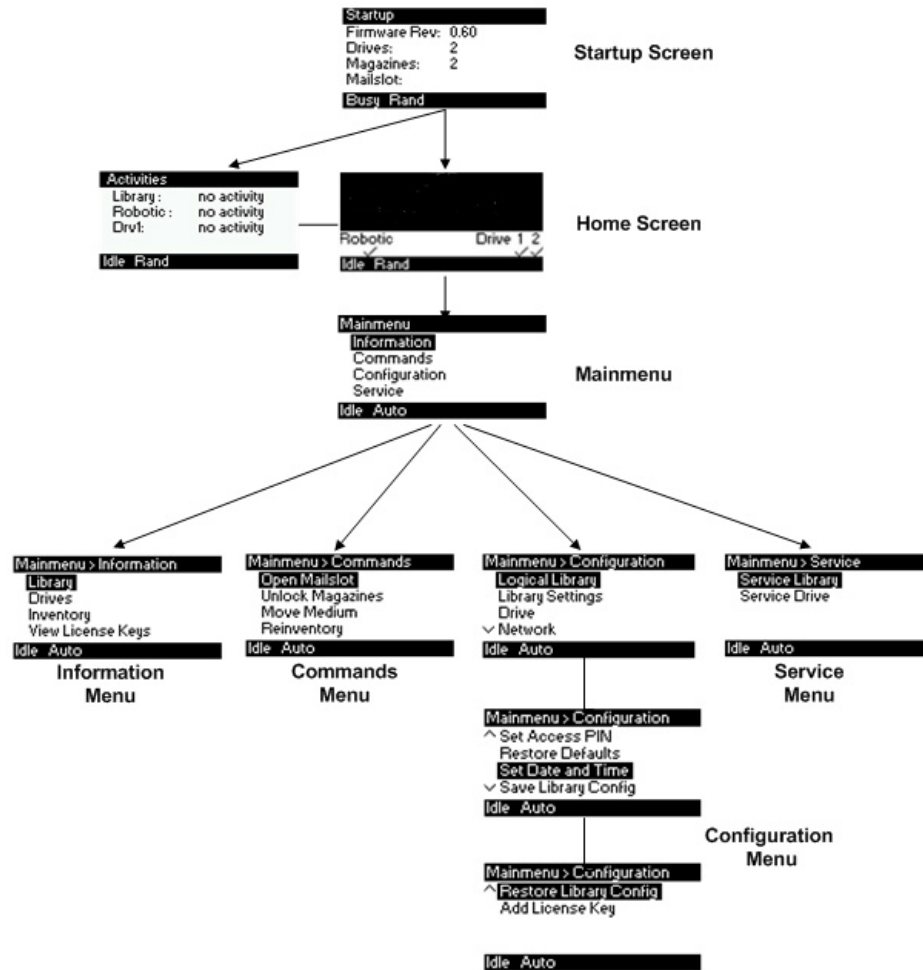 Startup
Firmware Rev: 0.60
Drives: 2
Magazines: 2
Mailslot:
Busy Rand
Startup Screen
Activities
Library: no activity
Robotic: no activity
Drv1: no activity
Idle Rand
Robotic Drive 1 2
Idle Rand
Home Screen
Mainmenu
Information
Commands
Configuration
Service
Idle Auto
Mainmenu
Mainmenu > Information
Library
Drives
Inventory
View License Keys
Idle Auto
Information
Menu
Mainmenu > Commands
Open Mailslot
Unlock Magazines
Move Medium
Reinventory
Idle Auto
Commands
Menu
Mainmenu > Configuration
Logical Library
Library Settings
Drive
Network
Idle Auto
Mainmenu > Service
Service Library
Service Drive
Idle Auto
Service
Menu
Mainmenu > Configuration
Set Access PIN
Restore Defaults
Set Date and Time
Save Library Config
Idle Auto
Configuration
Menu
Mainmenu > Configuration
Restore Library Config
Add License Key
Idle Auto